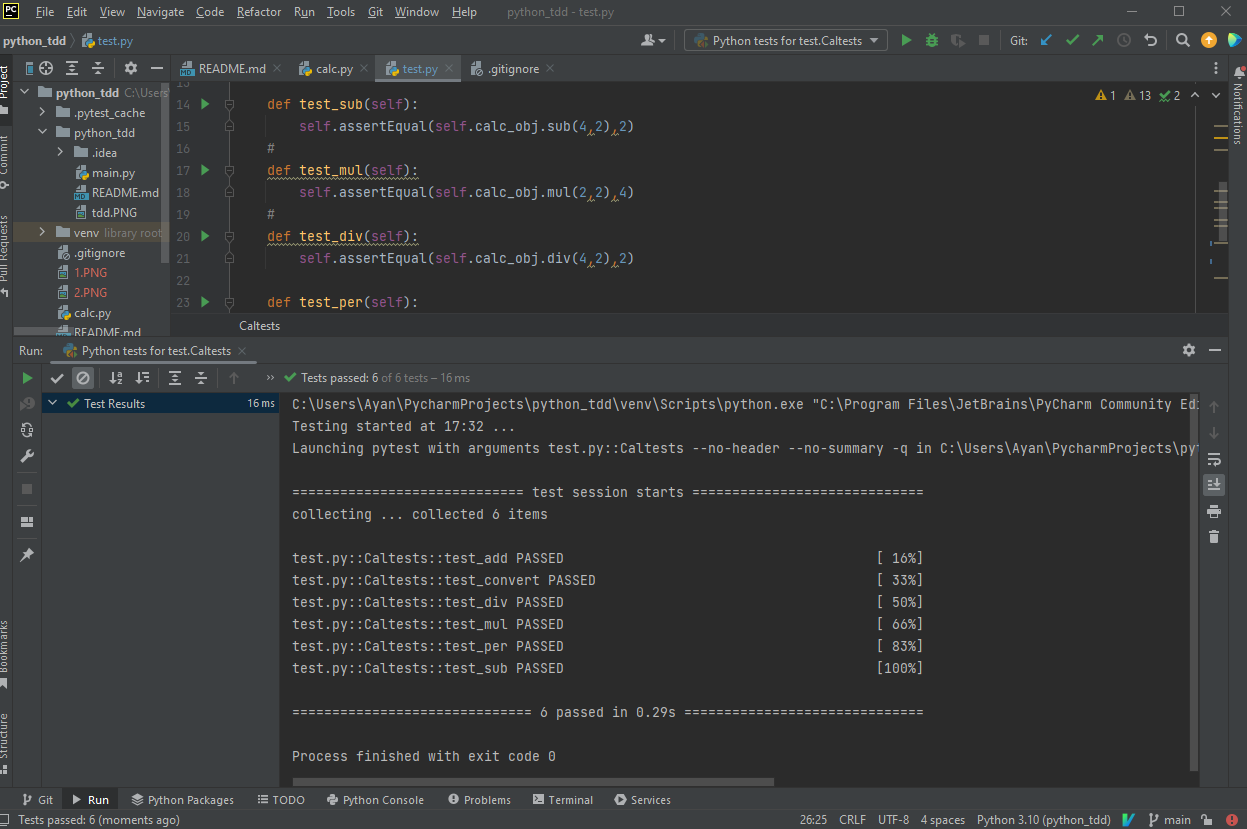 PC File Edit View Navigate Code Refactor Run Tools Git Window Help python_tdd - test.py
python_tdd test.py Python tests for test.Caltests Git:
Project
Commit
Pull Requests
Bookmarks
Structure
Notifications
README.md calc.py test.py .gitignore
python_tdd C:\Users
.pytest_cache
python_tdd
.idea
main.py
README.md
tdd.PNG
venv library root
.gitignore
1.PNG
2.PNG
calc.py
README.md
1 13 2
13
14 def test_sub(self):
15 self.assertEqual(self.calc_obj.sub(4,2),2)
16 #
17 def test_mul(self):
18 self.assertEqual(self.calc_obj.mul(2,2),4)
19 #
20 def test_div(self):
21 self.assertEqual(self.calc_obj.div(4,2),2)
22
23 def test_per(self):
Caltests
Run: Python tests for test.Caltests
Tests passed: 6 of 6 tests – 16 ms
Test Results 16 ms
C:\Users\Ayan\PycharmProjects\python_tdd\venv\Scripts\python.exe "C:\Program Files\JetBrains\PyCharm Community Edi
Testing started at 17:32 ...
Launching pytest with arguments test.py::Caltests --no-header --no-summary -q in C:\Users\Ayan\PycharmProjects\pyt
============================= test session starts =============================
collecting ... collected 6 items
test.py::Caltests::test_add PASSED [ 16%]
test.py::Caltests::test_convert PASSED [ 33%]
test.py::Caltests::test_div PASSED [ 50%]
test.py::Caltests::test_mul PASSED [ 66%]
test.py::Caltests::test_per PASSED [ 83%]
test.py::Caltests::test_sub PASSED [100%]
============================== 6 passed in 0.29s ==============================
Process finished with exit code 0
Git Run Python Packages TODO Python Console Problems Terminal Services
Tests passed: 6 (moments ago) 26:25 CRLF UTF-8 4 spaces Python 3.10 (python_tdd) main